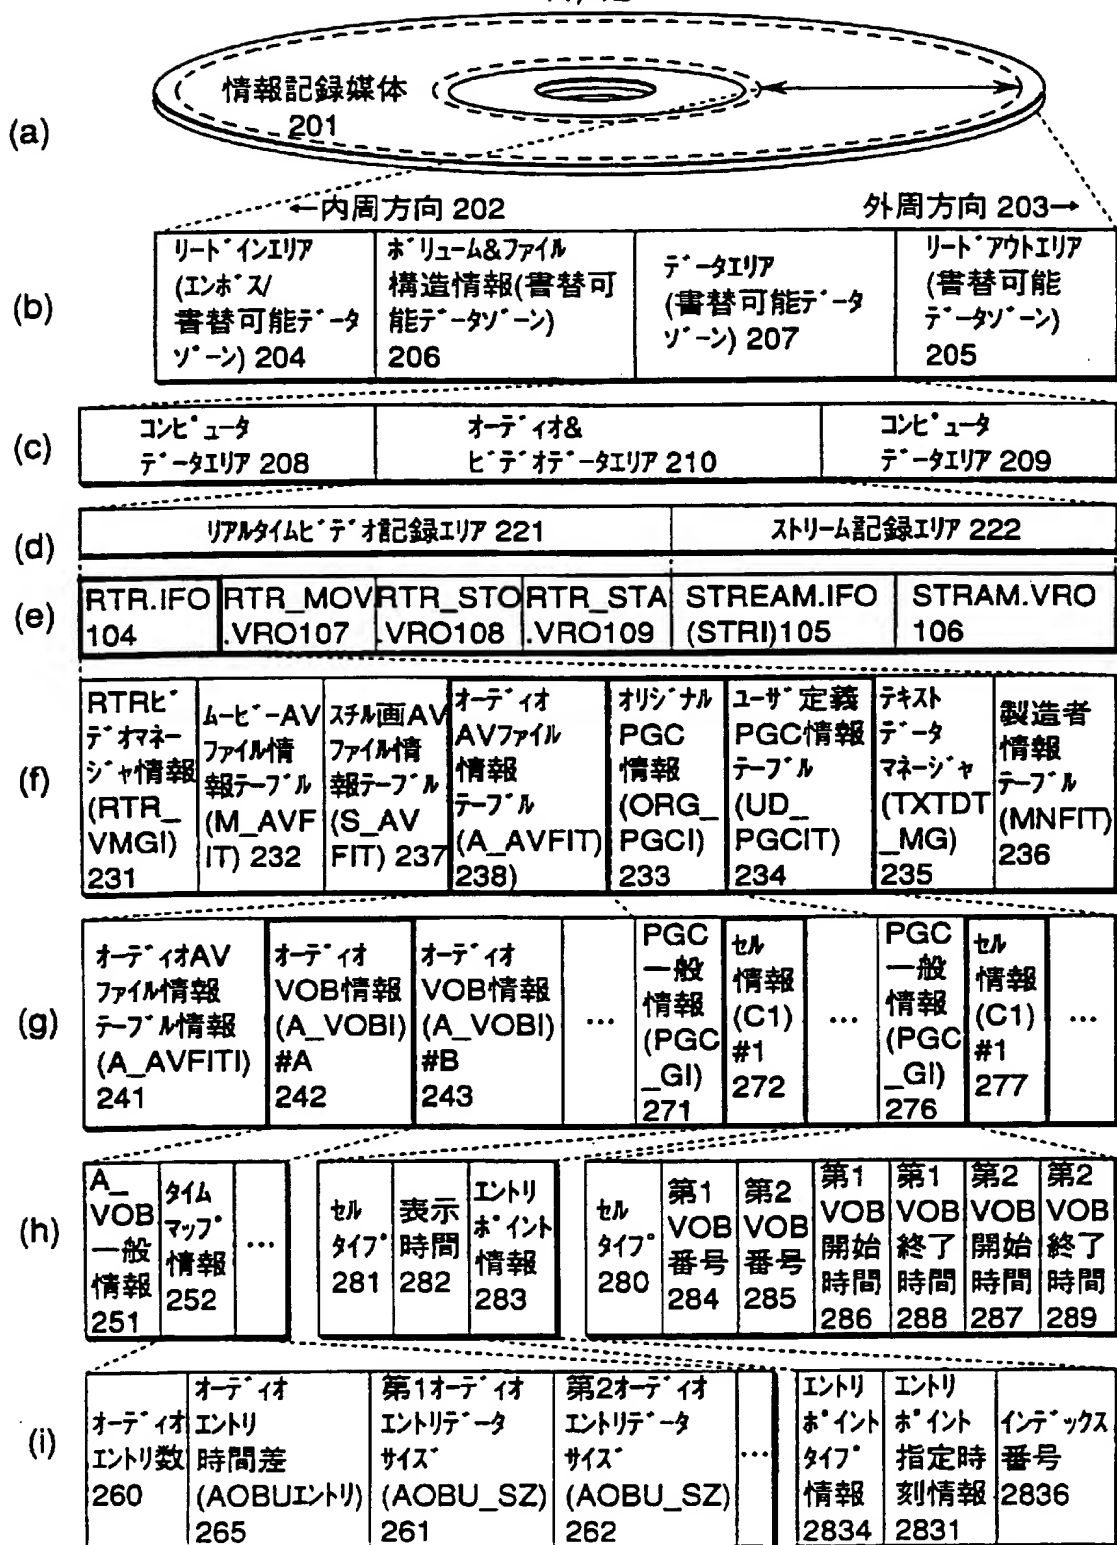 情報記録媒体
201
(a)
←内周方向 202
外周方向 203→
(b)
リードインエリア
(エンボス/
書替可能データ
ゾーン) 204
ボリューム&ファイル
構造情報(書替可
能データゾーン)
206
データエリア
(書替可能データ
ゾーン) 207
リードアウトエリア
(書替可能
データゾーン)
205
(c)
コンピュータ
データエリア 208
オーディオ&
ビデオデータエリア 210
コンピュータ
データエリア 209
(d)
リアルタイムビデオ記録エリア 221
ストリーム記録エリア 222
(e)
RTR.IFO
104
RTR_MOV
.VRO107
RTR_STO
.VRO108
RTR_STA
.VRO109
STREAM.IFO
(STRI)105
STRAM.VRO
106
(f)
RTRビ
デオマネー
ジャ情報
(RTR_
VMGI)
231
ムービーAV
ファイル情
報テーブル
(M_AVF
IT) 232
スチル画AV
ファイル情
報テーブル
(S_AV
FIT) 237
オーディオ
AVファイル
情報
テーブル
(A_AVFIT)
238)
オリジナル
PGC
情報
(ORG_
PGCI)
233
ユーザ定義
PGC情報
テーブル
(UD_
PGCIT)
234
テキスト
データ
マネージャ
(TXTDT
_MG)
235
製造者
情報
テーブル
(MNFIT)
236
(g)
オーディオAV
ファイル情報
テーブル情報
(A_AVFITI)
241
オーディオ
VOB情報
(A_VOBI)
#A
242
オーディオ
VOB情報
(A_VOBI)
#B
243
...
PGC
一般
情報
(PGC
_GI)
271
セル
情報
(C1)
#1
272
...
PGC
一般
情報
(PGC
_GI)
276
セル
情報
(C1)
#1
277
...
(h)
A_
VOB
一般
情報
251
タイム
マップ
情報
252
...
セル
タイプ
281
表示
時間
282
エントリ
ポイント
情報
283
セル
タイプ
280
第1
VOB
番号
284
第2
VOB
番号
285
第1
VOB
開始
時間
286
第1
VOB
終了
時間
288
第2
VOB
開始
時間
287
第2
VOB
終了
時間
289
(i)
オーディオ
エントリ数
260
オーディオ
エントリ
時間差
(AOBUエントリ)
265
第1オーディオ
エントリデータ
サイズ
(AOBU_SZ)
261
第2オーディオ
エントリデータ
サイズ
(AOBU_SZ)
262
...
エントリ
ポイント
タイプ
情報
2834
エントリ
ポイント
指定時
刻情報
2831
インデックス
番号
2836